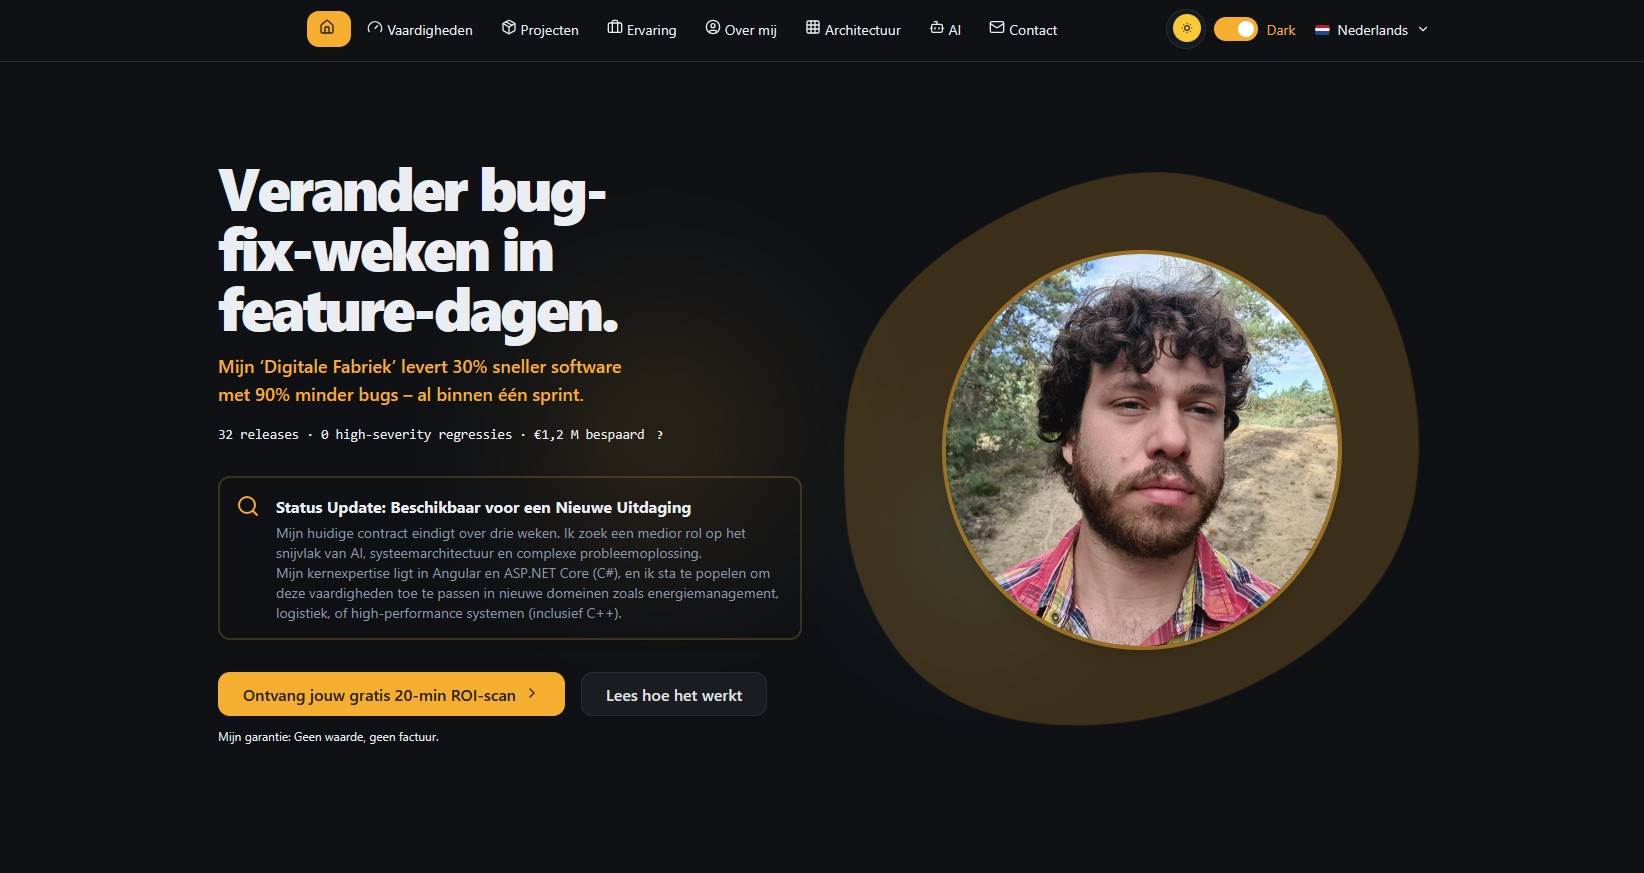 Vaardigheden
Projecten
Ervaring
Over mij
Architectuur
AI
Contact
Dark
Nederlands
Verander bug-
fix-weken in
feature-dagen.
Mijn ‘Digitale Fabriek’ levert 30% sneller software
met 90% minder bugs – al binnen één sprint.
32 releases · 0 high-severity regressies · €1,2 M bespaard ?
Status Update: Beschikbaar voor een Nieuwe Uitdaging
Mijn huidige contract eindigt over drie weken. Ik zoek een medior rol op het
snijvlak van AI, systeemarchitectuur en complexe probleemoplossing.
Mijn kernexpertise ligt in Angular en ASP.NET Core (C#), en ik sta te popelen om
deze vaardigheden toe te passen in nieuwe domeinen zoals energiemanagement,
logistiek, of high-performance systemen (inclusief C++).
Ontvang jouw gratis 20-min ROI-scan
Lees hoe het werkt
Mijn garantie: Geen waarde, geen factuur.